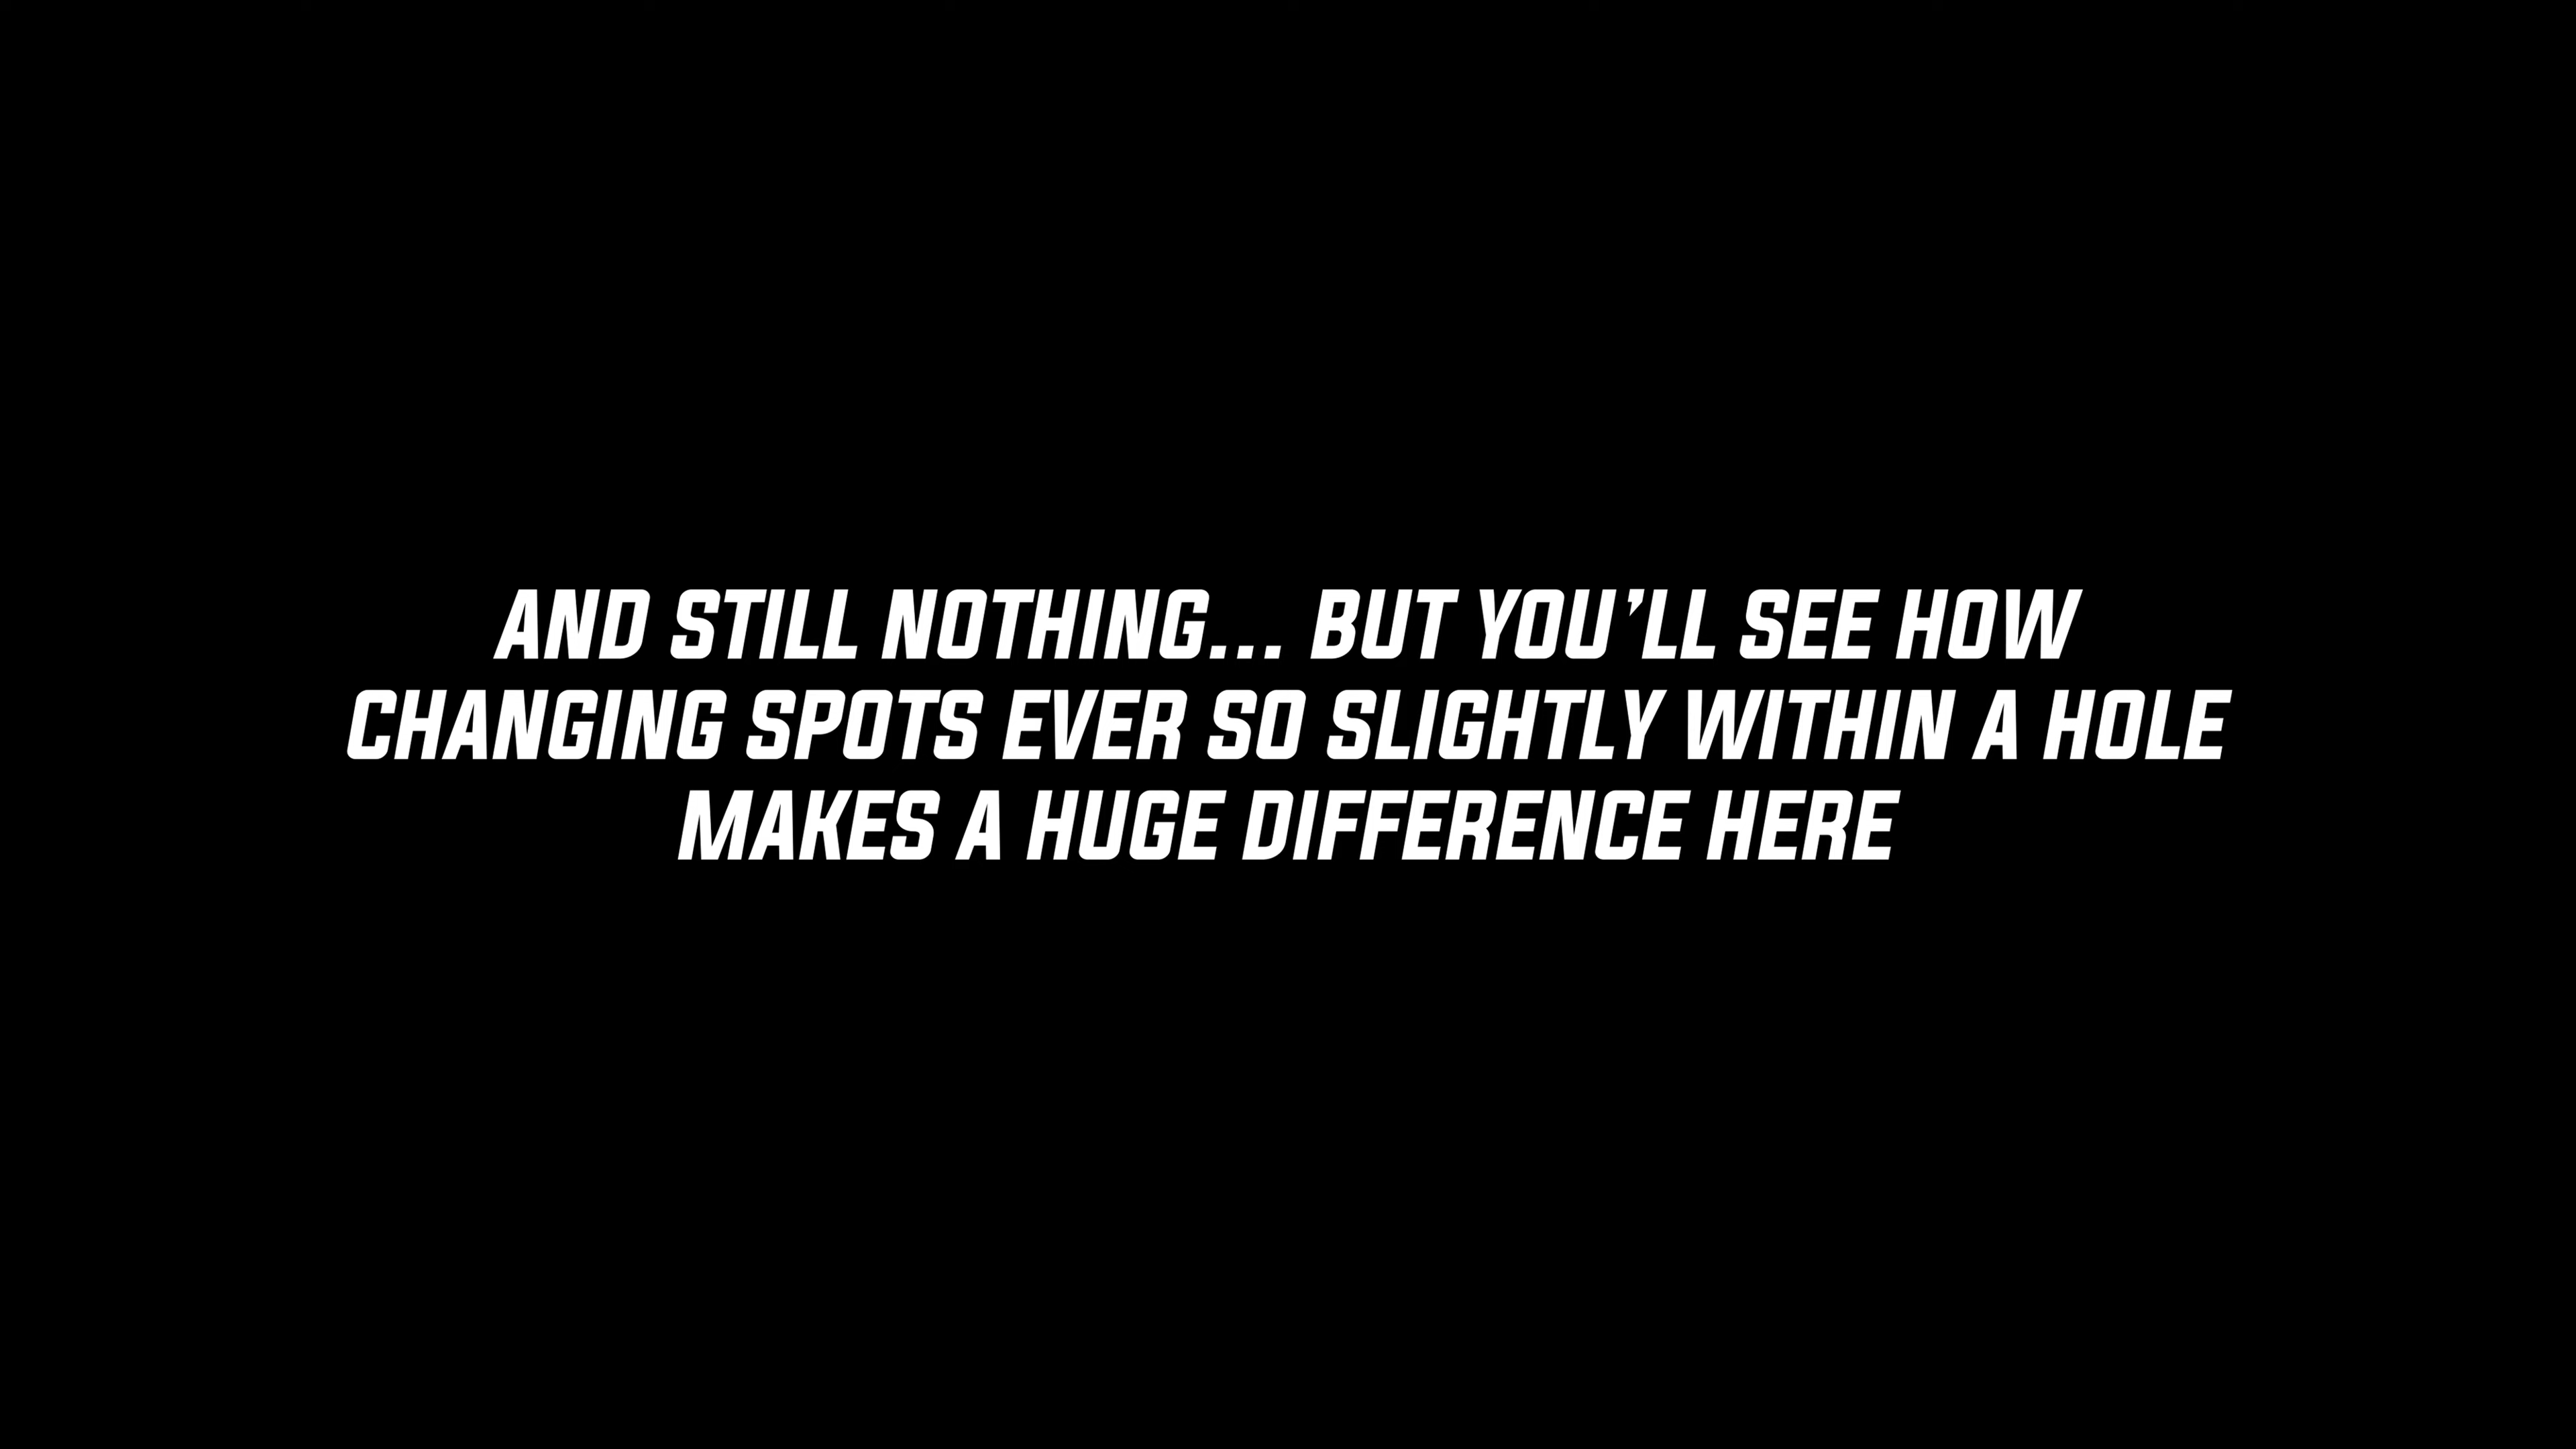 AND STILL NOTHING... BUT YOU'LL SEE HOW
CHANGING SPOTS EVER SO SLIGHTLY WITHIN A HOLE
MAKES A HUGE DIFFERENCE HERE